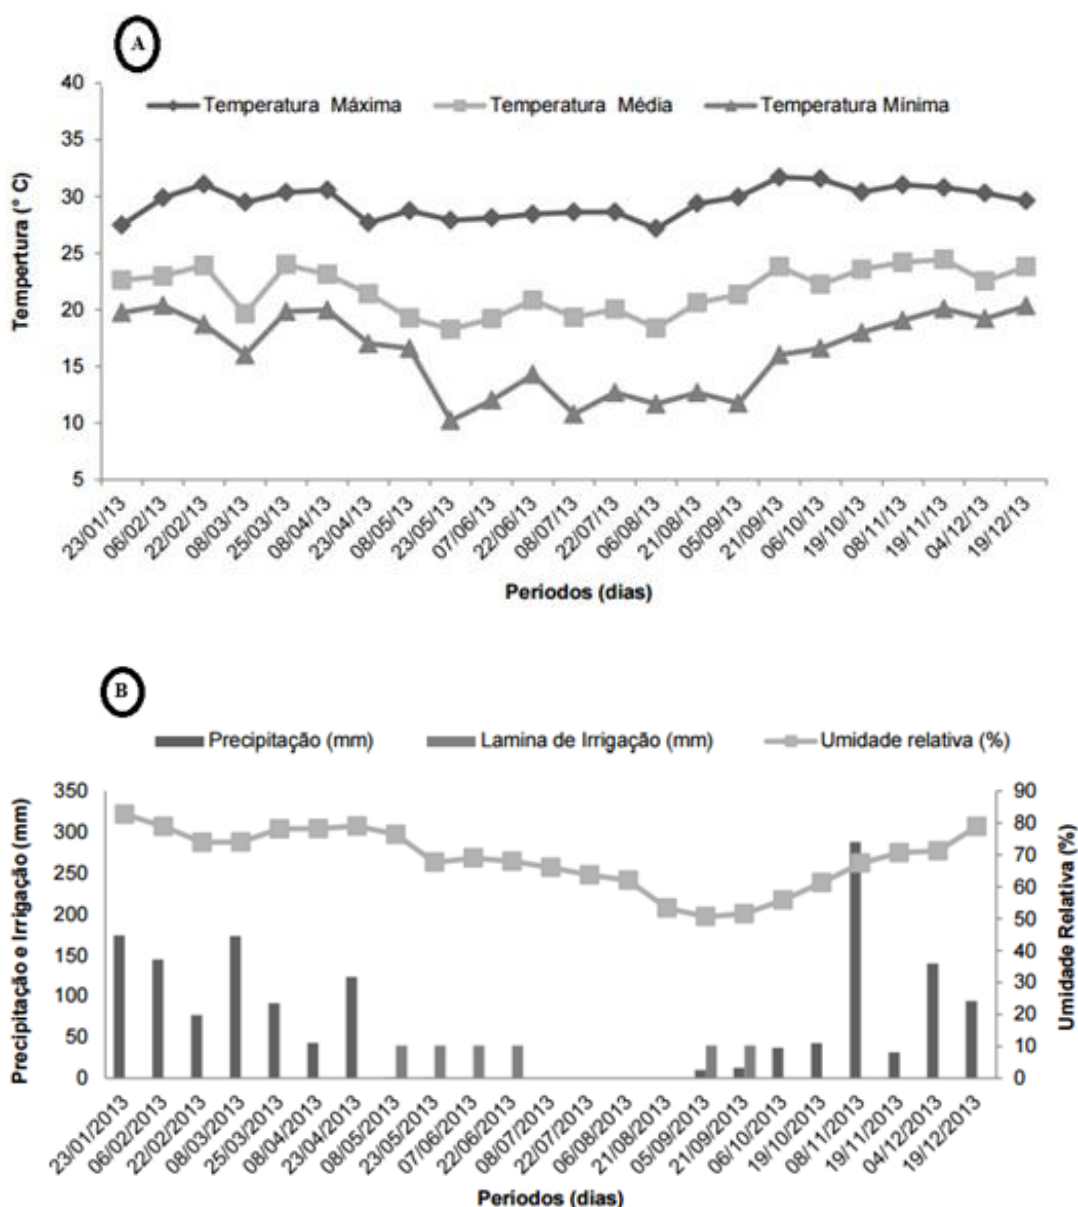 A
Temperatura Máxima Temperatura Média Temperatura Mínima
Tempertura (° C)
40
35
30
25
20
15
10
5
23/01/13 06/02/13 22/02/13 08/03/13 25/03/13 08/04/13 23/04/13 08/05/13 23/05/13 07/06/13 22/06/13 08/07/13 22/07/13 06/08/13 21/08/13 05/09/13 21/09/13 06/10/13 19/10/13 08/11/13 19/11/13 04/12/13 19/12/13
Periodos (dias)
B
Precipitação (mm) Lamina de Irrigação (mm) Umidade relativa (%)
Precipitação e Irrigação (mm)
350
300
250
200
150
100
50
0
90
80
70
60
50
40
30
20
10
0
Umidade Relativa (%)
23/01/2013 06/02/2013 22/02/2013 08/03/2013 25/03/2013 08/04/2013 23/04/2013 08/05/2013 23/05/2013 07/06/2013 22/06/2013 08/07/2013 22/07/2013 06/08/2013 21/08/2013 05/09/2013 21/09/2013 06/10/2013 19/10/2013 08/11/2013 19/11/2013 04/12/2013 19/12/2013
Períodos (dias)